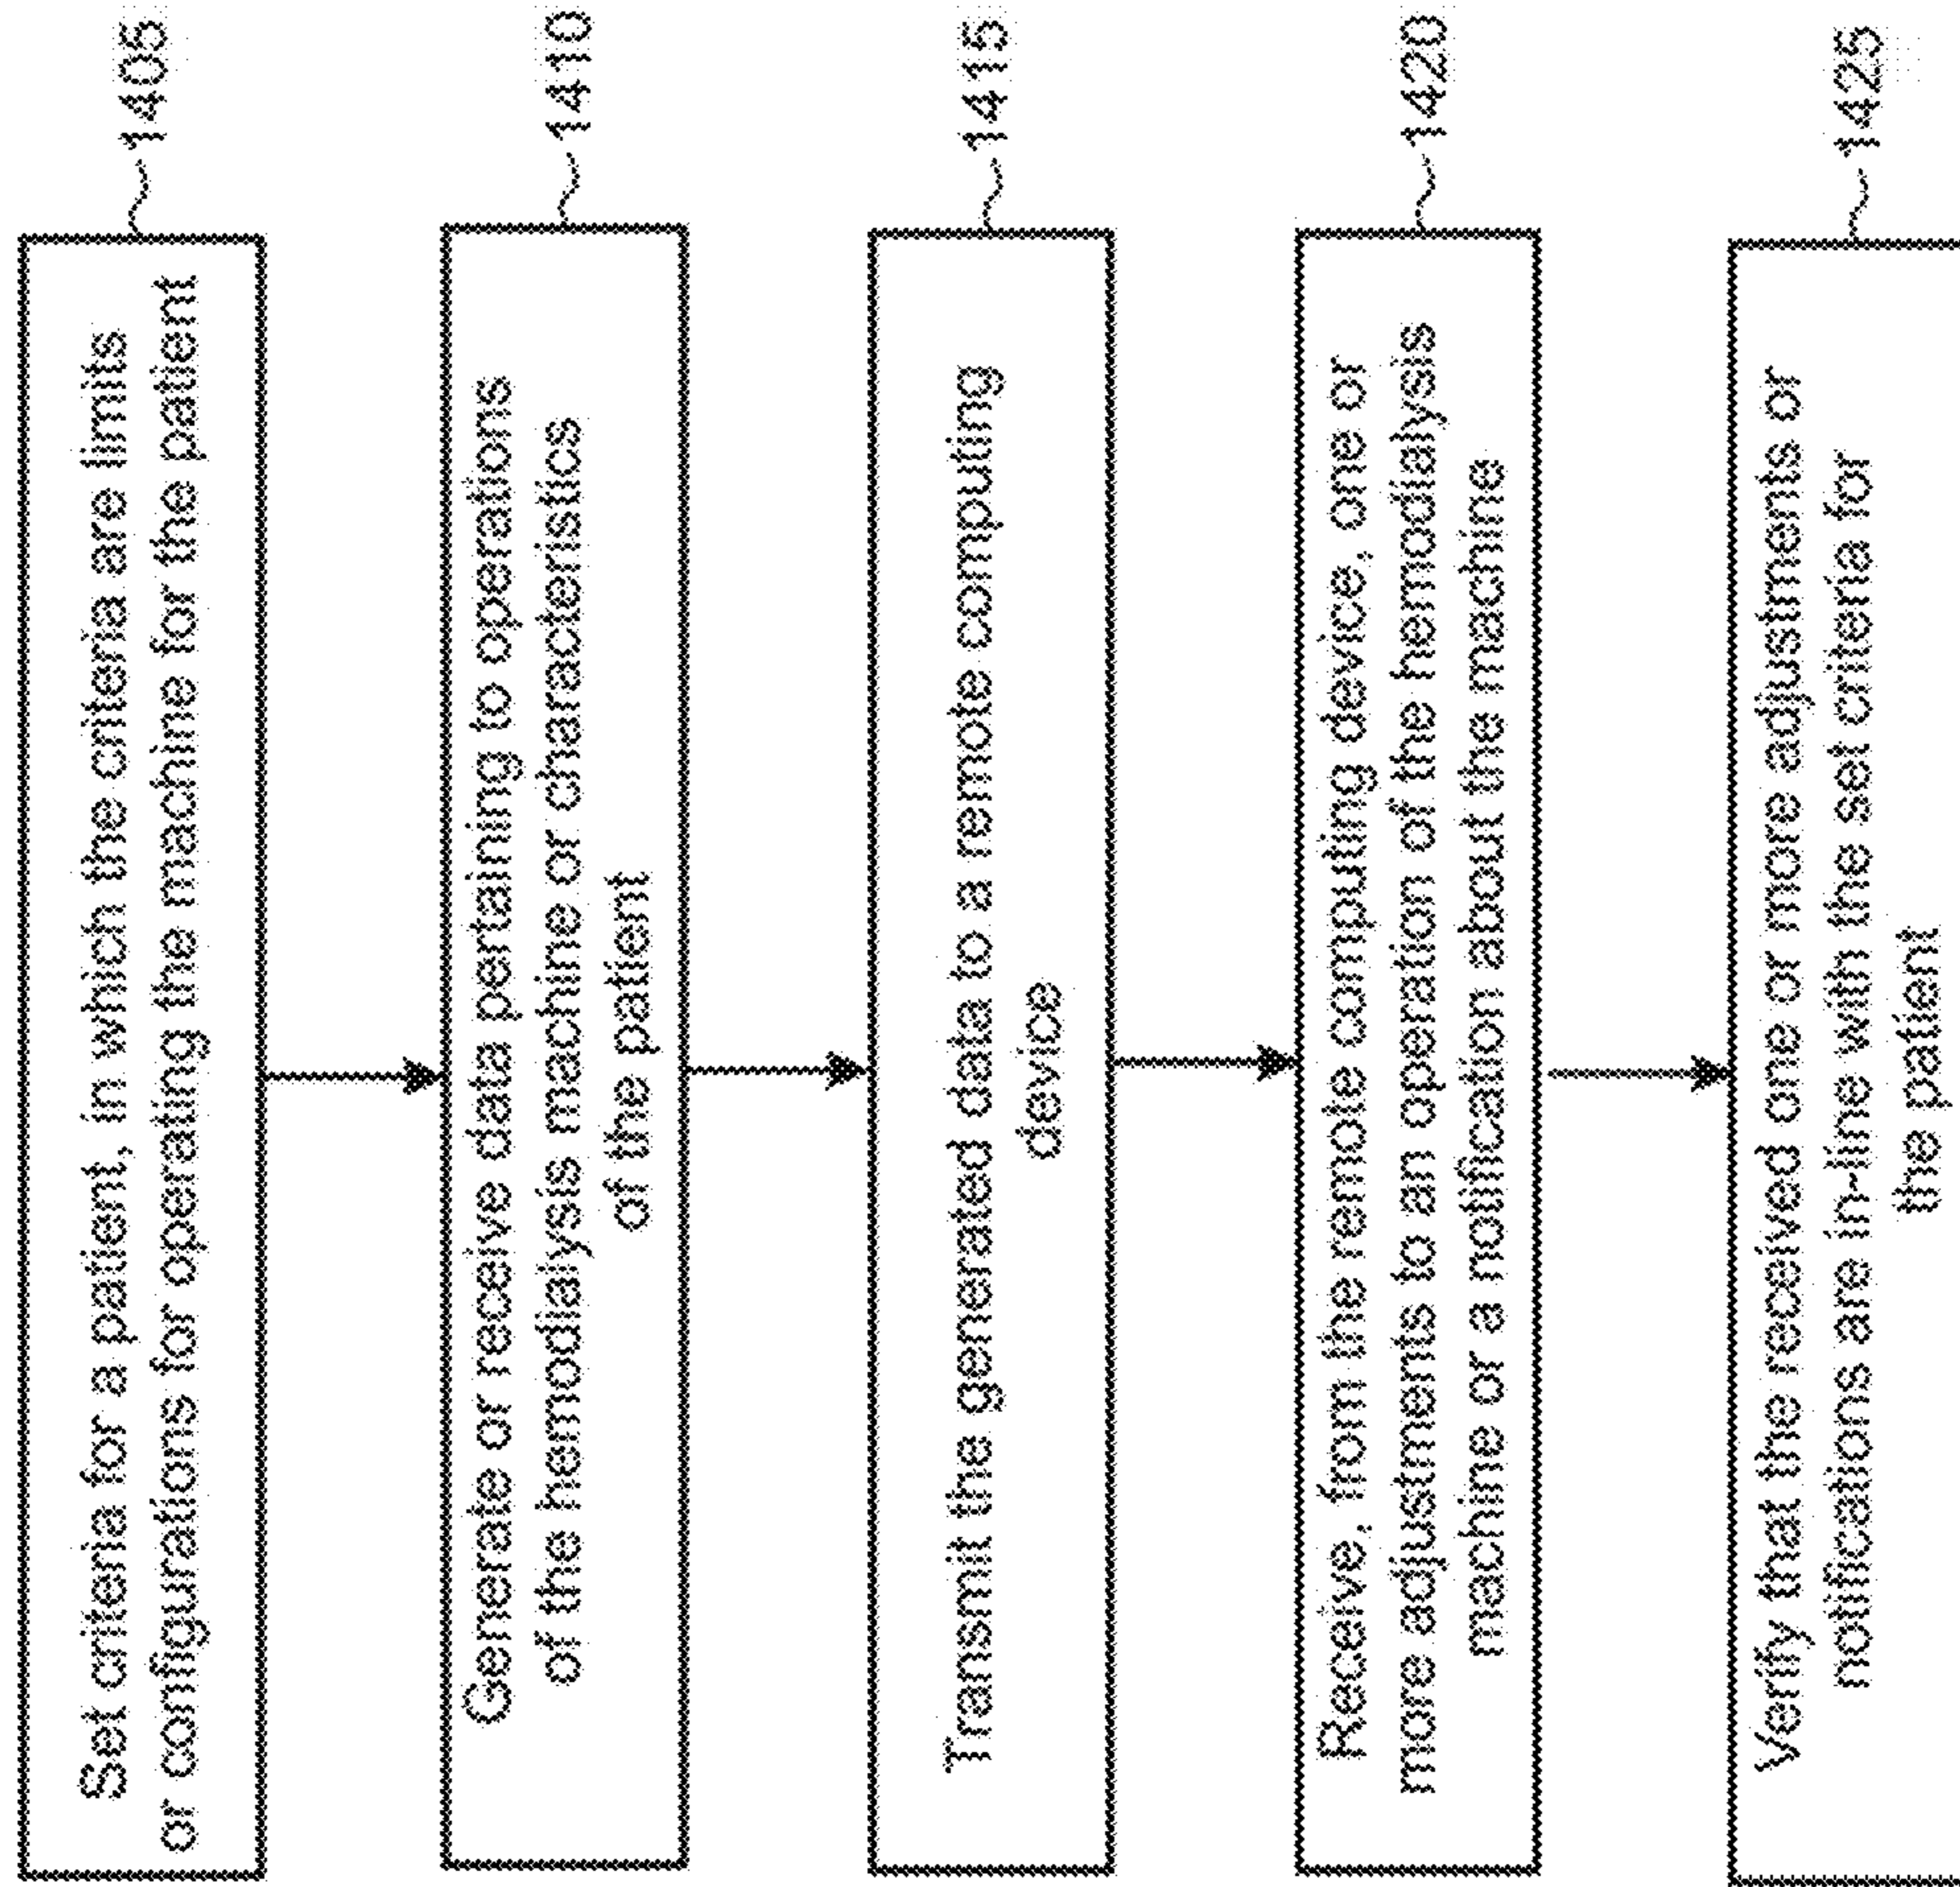 Set criteria for a patient, in which the criteria are limits
or configurations for operating the machine for the patient
1405
Generate or receive data pertaining to operations
of the hemodialysis machine or characteristics
of the patient
1410
Transmit the generated data to a remote computing
device
1415
Receive, from the remote computing device, one or
more adjustments to an operation of the hemodialysis
machine or a notification about the machine
1420
Verify that the received one or more adjustments or
notifications are in-line with the set criteria for
the patient
1425